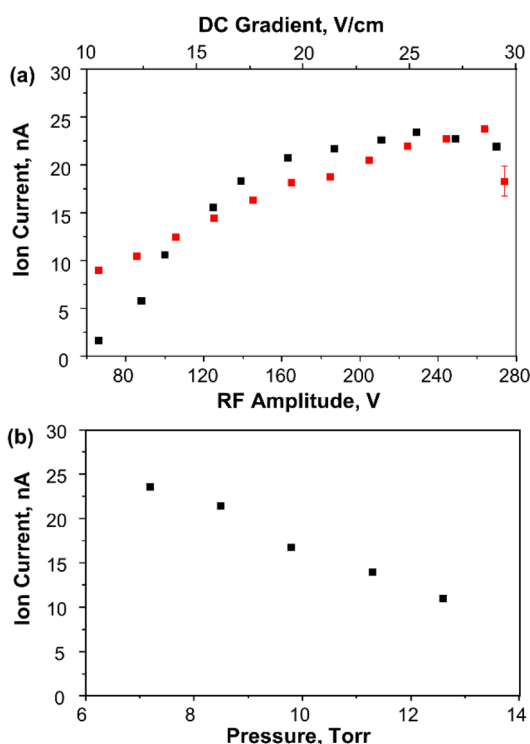 DC Gradient, V/cm
10 15 20 25 30
(a)
30
25
20
15
10
5
0
Ion Current, nA
80 120 160 200 240 280
RF Amplitude, V
(b)
30
25
20
15
10
5
0
Ion Current, nA
6 8 10 12 14
Pressure, Torr